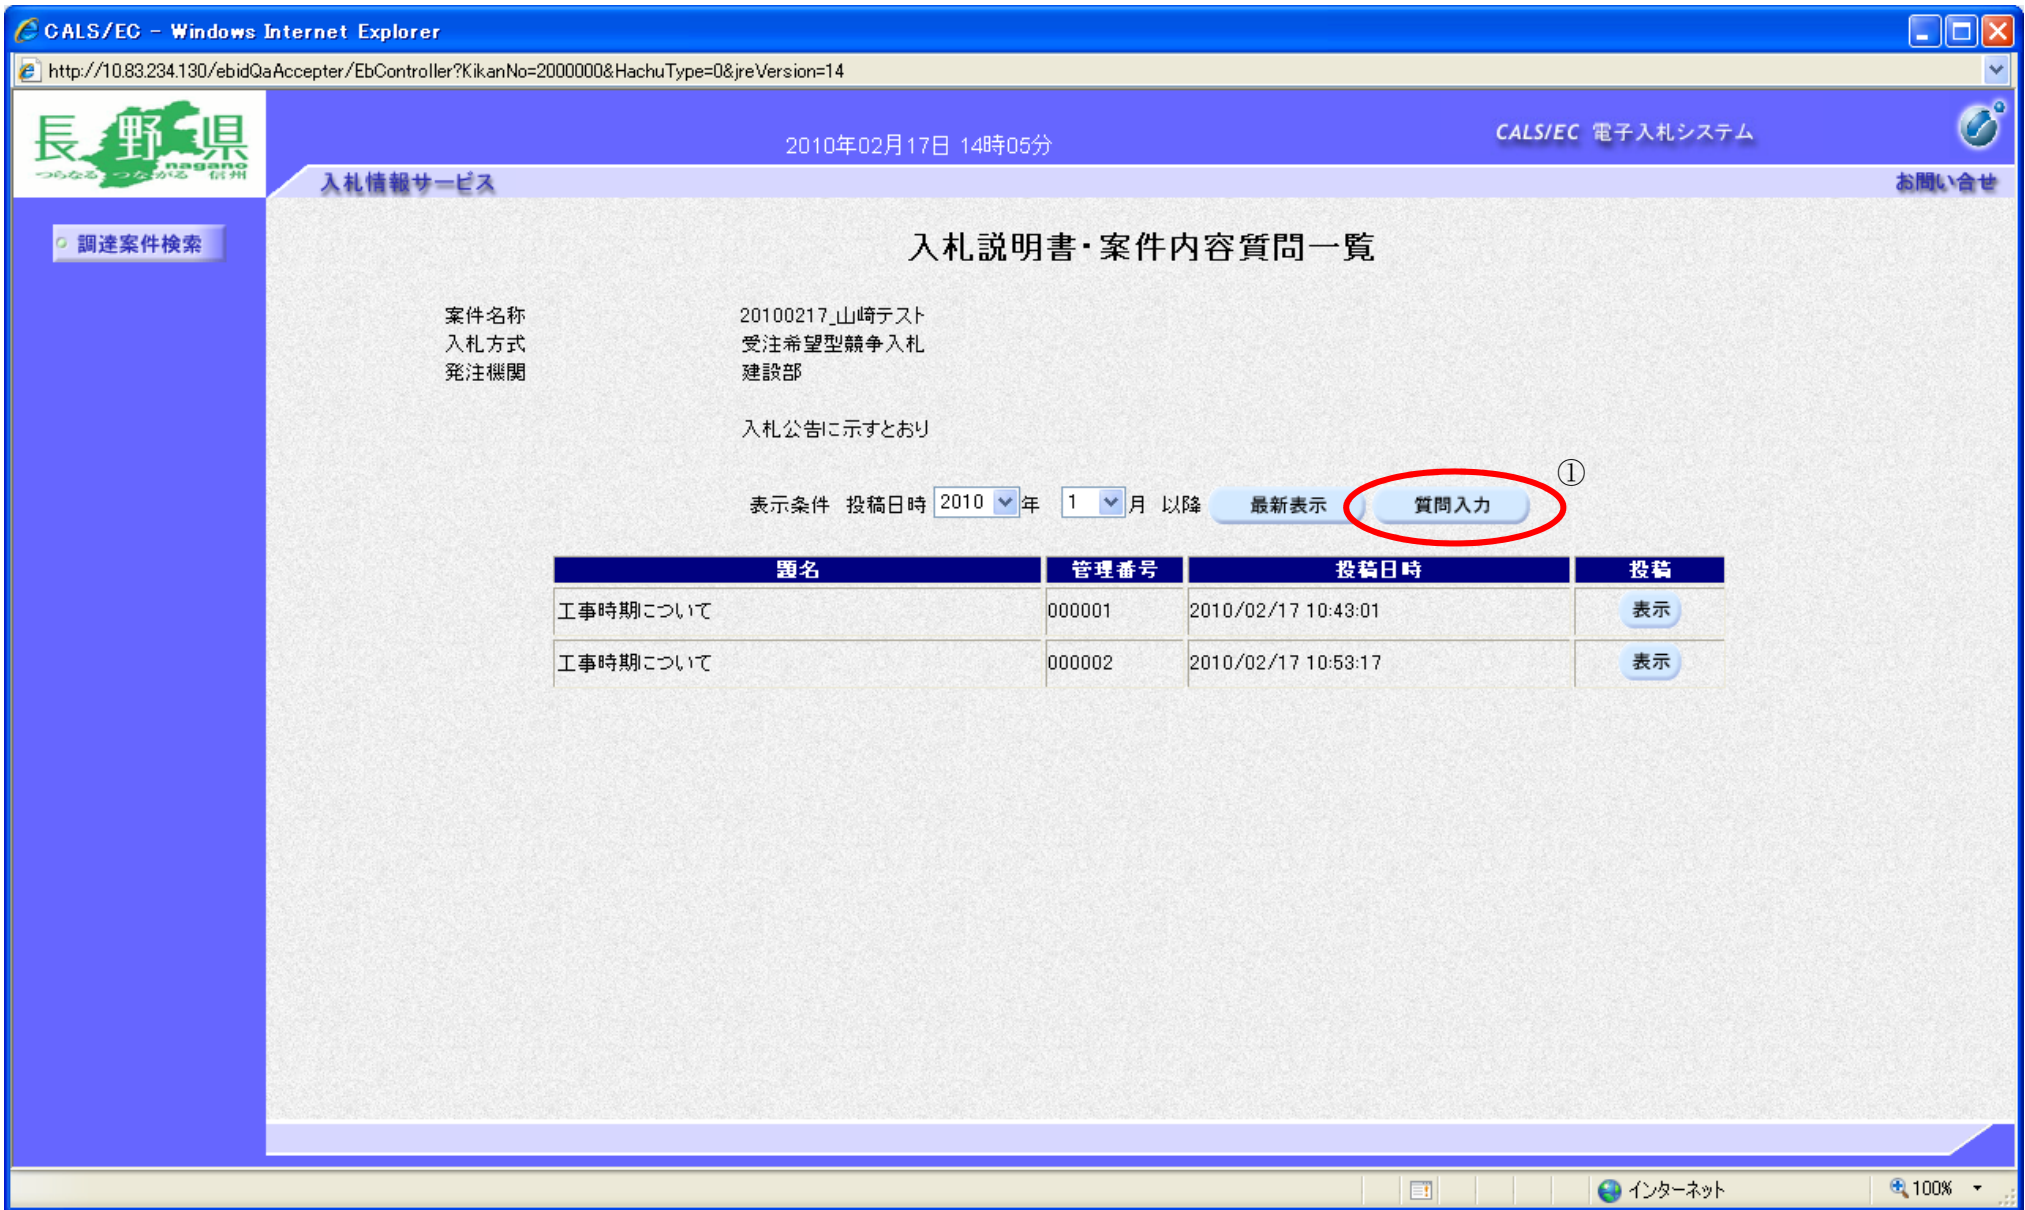 CALS/EC - Windows Internet Explorer
http://10.83.234.130/ebidQaAccepter/EbController?KikanNo=2000000&HachuType=0&jreVersion=14
長野県
nagano
つらなる つながる 信州
2010年02月17日 14時05分
CALS/EC 電子入札システム
入札情報サービス
お問い合せ
調達案件検索
入札説明書・案件内容質問一覧
案件名称 20100217_山崎テスト
入札方式 受注希望型競争入札
発注機関 建設部
入札公告に示すとおり
①
表示条件 投稿日時 2010 年 1 月 以降 最新表示 質問入力
題名 管理番号 投稿日時 投稿
工事時期について 000001 2010/02/17 10:43:01 表示
工事時期について 000002 2010/02/17 10:53:17 表示
インターネット 100%